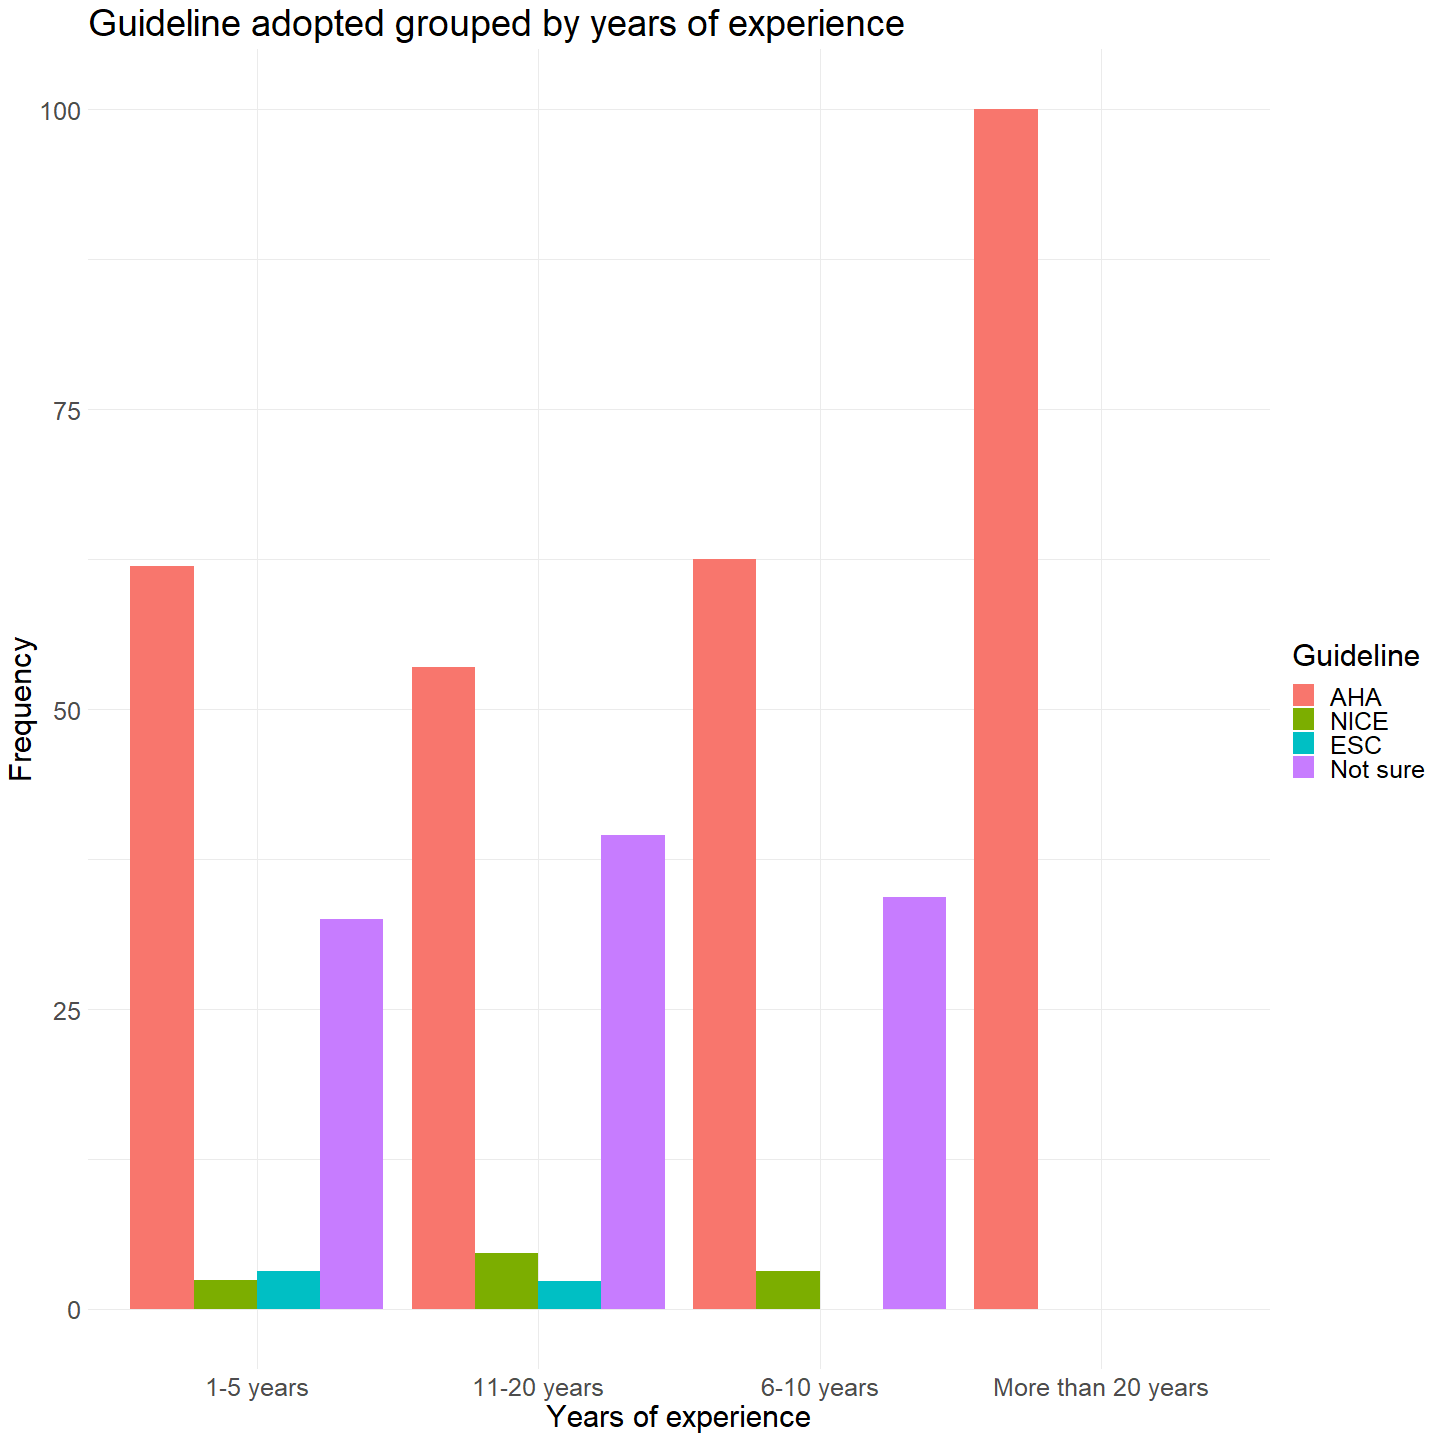 Guideline adopted grouped by years of experience
100
75
50
25
0
Frequency
1-5 years
11-20 years
6-10 years
More than 20 years
Years of experience
Guideline
AHA
NICE
ESC
Not sure